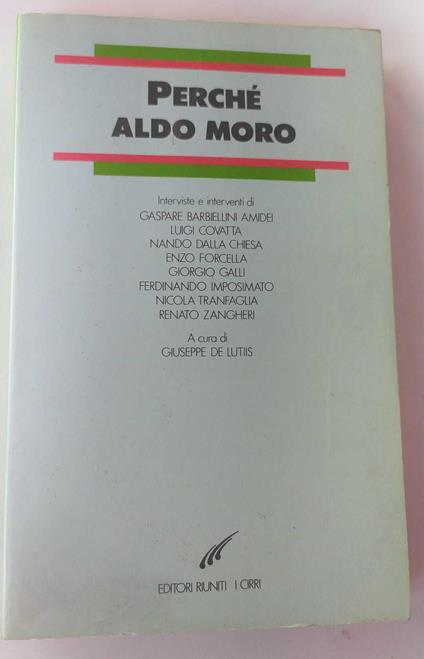 PERCHÉ
ALDO MORO
Interviste e interventi di
GASPARE BARBIELLINI AMIDEI
LUIGI COVATTA
NANDO DALLA CHIESA
ENZO FORCELLA
GIORGIO GALLI
FERDINANDO IMPOSIMATO
NICOLA TRANFAGLIA
RENATO ZANGHERI
A cura di
GIUSEPPE DE LUTIIS
EDITORI RIUNITI I CIRRI